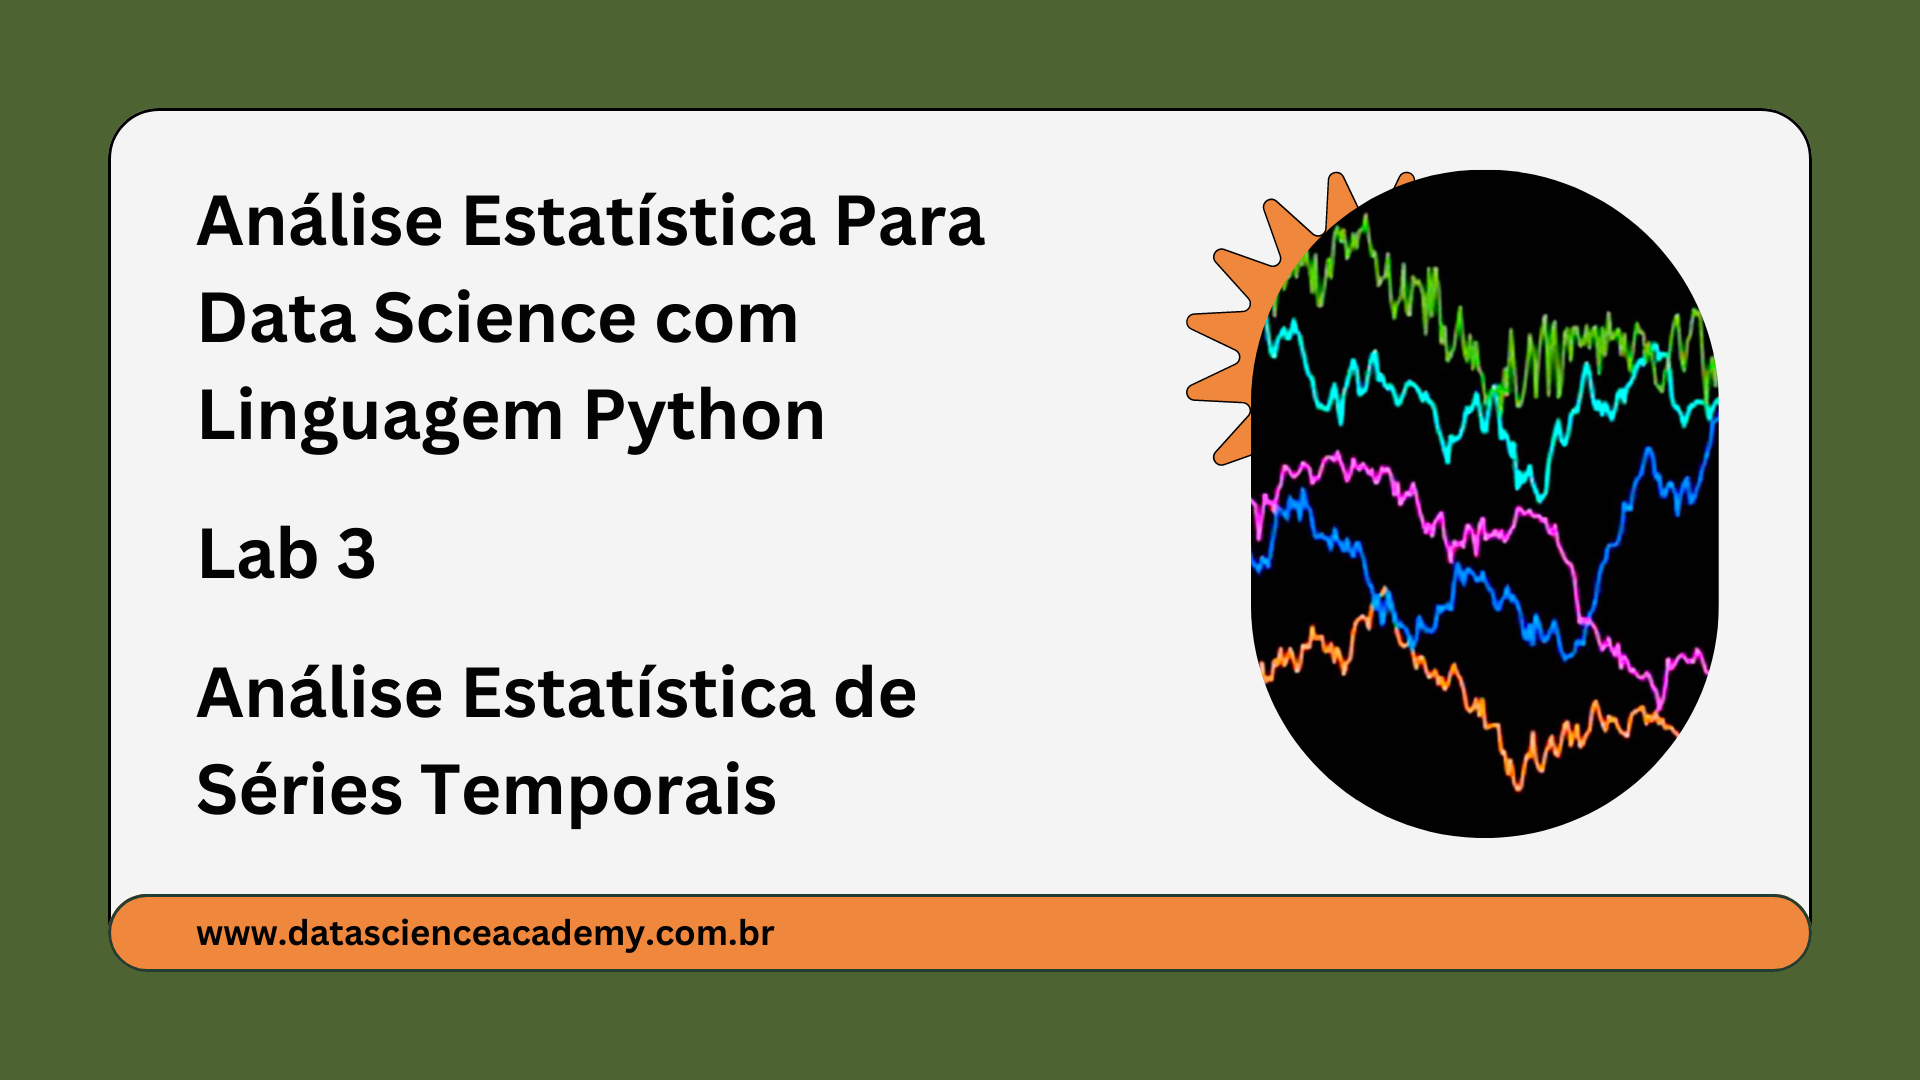 Análise Estatística Para
Data Science com
Linguagem Python
Lab 3
Análise Estatística de
Séries Temporais
www.datascienceacademy.com.br